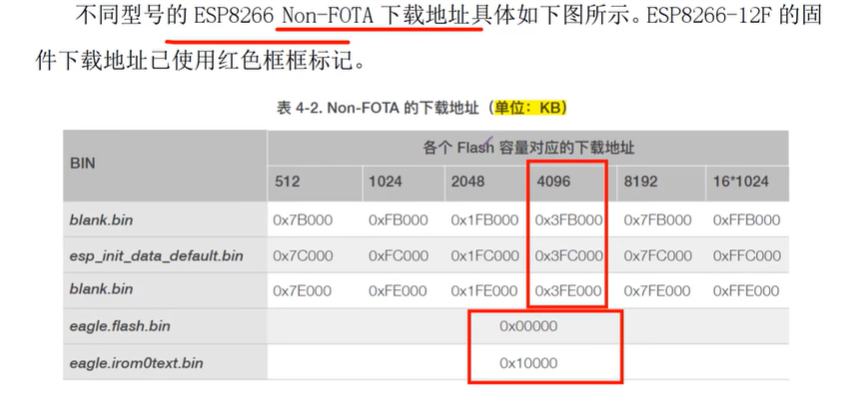 不同型号的 ESP8266 Non-FOTA 下载地址具体如下图所示。ESP8266-12F 的固
件下载地址已使用红色框框标记。
表 4-2. Non-FOTA 的下载地址（单位：KB）
BIN 各个 Flash 容量对应的下载地址
512 1024 2048 4096 8192 16*1024
blank.bin 0x7B000 0xFB000 0x1FB000 0x3FB000 0x7FB000 0xFFB000
esp_init_data_default.bin 0x7C000 0xFC000 0x1FC000 0x3FC000 0x7FC000 0xFFC000
blank.bin 0x7E000 0xFE000 0x1FE000 0x3FE000 0x7FE000 0xFFE000
eagle.flash.bin 0x00000
eagle.irom0text.bin 0x10000